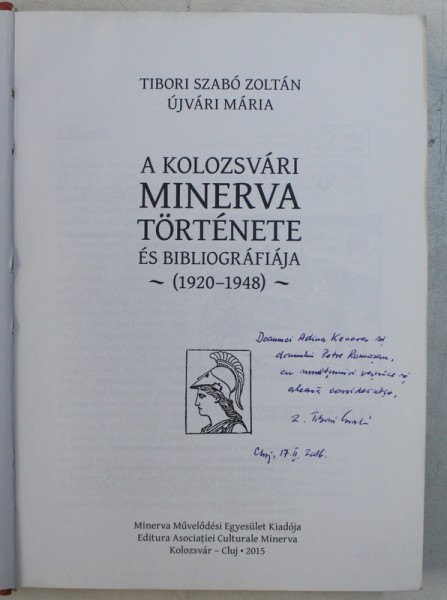 TIBORI SZABÓ ZOLTÁN
ÚJVÁRI MÁRIA
A KOLOZSVÁRI
MINERVA
TÖRTÉNETE
ÉS BIBLIOGRÁFIÁJA
~ (1920–1948) ~
Doamnei Adina Kenereș și
domnului Petre Romoșan,
cu mulțumiri veșnice și
aleasă considerație,
Z. Tibori Szabó
Cluj, 17.II.2016.
Minerva Művelődési Egyesület Kiadója
Editura Asociației Culturale Minerva
Kolozsvár – Cluj • 2015